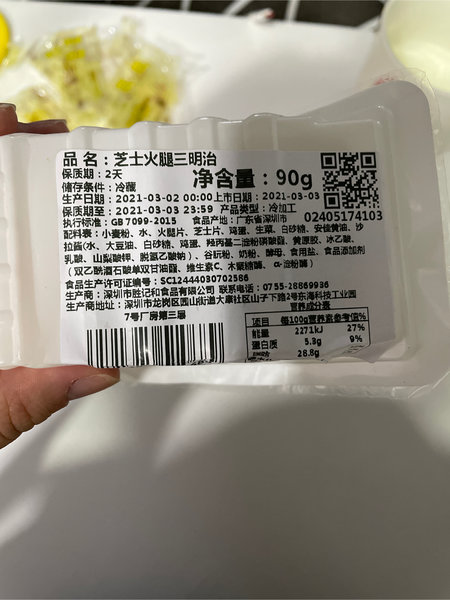 品 名：芝士火腿三明治
保质期：2天
净含量：90g
储存条件：冷藏
生产日期：2021-03-02 00:00上市日期：2021-03-03
保质期至：2021-03-03 23:59 产品类型：冷加工
02405174103
执行标准：GB 7099-2015 食品产地：广东省深圳市
配料表：小麦粉、水、火腿片、芝士片、鸡蛋、生菜、白砂糖、安佳黄油、沙
拉酱(水、大豆油、白砂糖、鸡蛋、羟丙基二淀粉磷酸酯、黄原胶、冰乙酸、
乳酸、山梨酸钾、脱氢乙酸钠）、谷朊粉、奶粉、酵母、食用盐、食品添加剂
（双乙酰酒石酸单双甘油酯、维生素C、木聚糖酶、α-淀粉酶）
食品生产许可证编号：SC12444030702586
生产商：深圳市胜记和食品有限公司 联系电话：0755-28869936
生产商地址：深圳市龙岗区园山街道大康社区山子下路2号东海科技工业园
7号厂房第三层
营养成分表
项目 每100g营养素参考值%
能量 2271kJ 27%
蛋白质 5.3g 9%
脂肪 28.8g